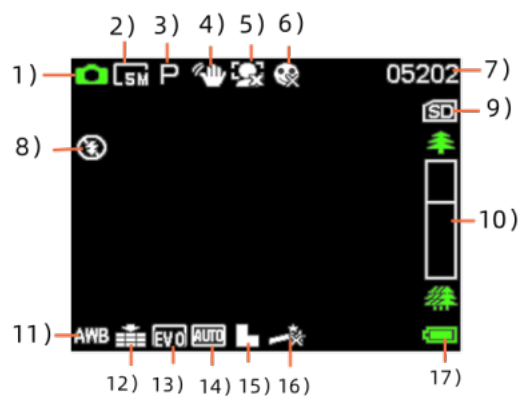 1) 2) 3) 4) 5) 6) 7)
5M P 05202
9)
SD
8)
10)
11) AWB EV0 AUTO
12) 13) 14) 15) 16) 17)